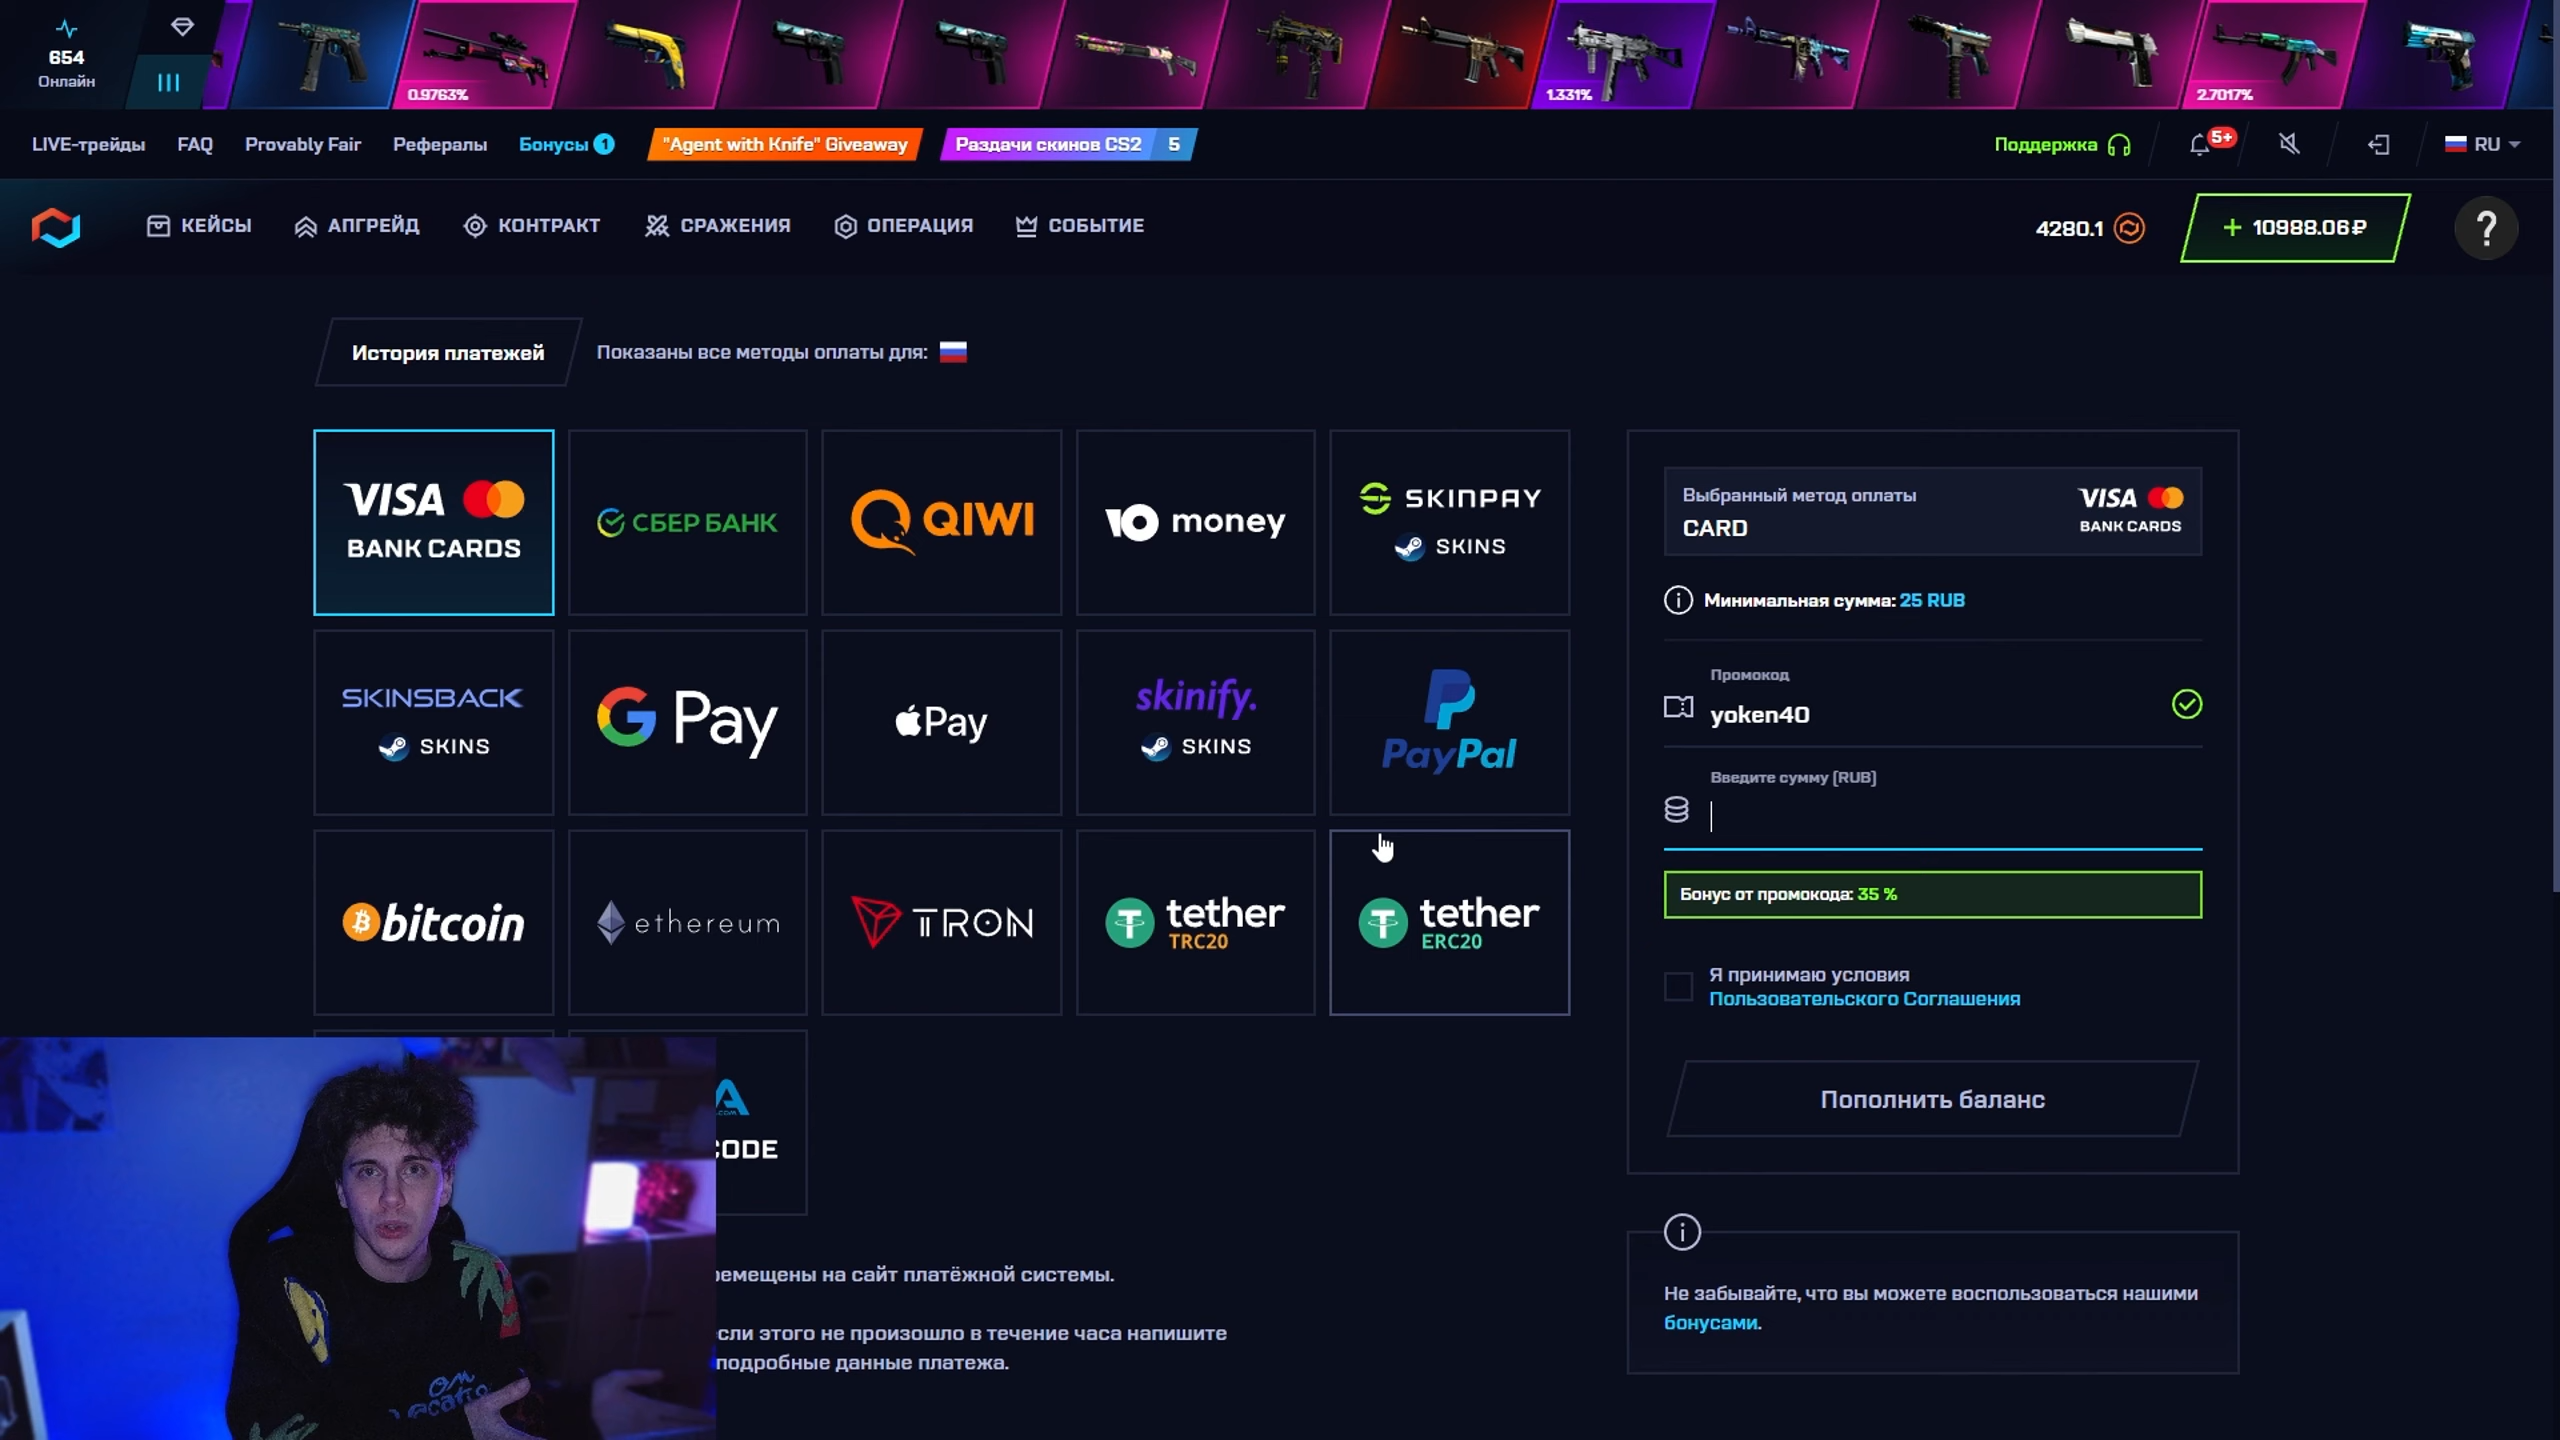 654
Онлайн
0.9763%
1.331%
2.7017%
LIVE-трейды
FAQ
Provably Fair
Рефералы
Бонусы 1
"Agent with Knife" Giveaway
Раздачи скинов CS2 5
Поддержка
5+
RU
КЕЙСЫ
АПГРЕЙД
КОНТРАКТ
СРАЖЕНИЯ
ОПЕРАЦИЯ
СОБЫТИЕ
4280.1
+ 10988.06₽
?
История платежей
Показаны все методы оплаты для:
VISA
BANK CARDS
СБЕР БАНК
QIWI
Ю money
SKINPAY
SKINS
SKINSBACK
SKINS
G Pay
Pay
skinify.
SKINS
PayPal
bitcoin
ethereum
TRON
tether
TRC20
tether
ERC20
CODE
ремещены на сайт платёжной системы.
сли этого не произошло в течение часа напишите
подробные данные платежа.
Выбранный метод оплаты
CARD
VISA
BANK CARDS
Минимальная сумма: 25 RUB
Промокод
yoken40
Введите сумму (RUB)
Бонус от промокода: 35 %
Я принимаю условия
Пользовательского Соглашения
Пополнить баланс
Не забывайте, что вы можете воспользоваться нашими
бонусами.